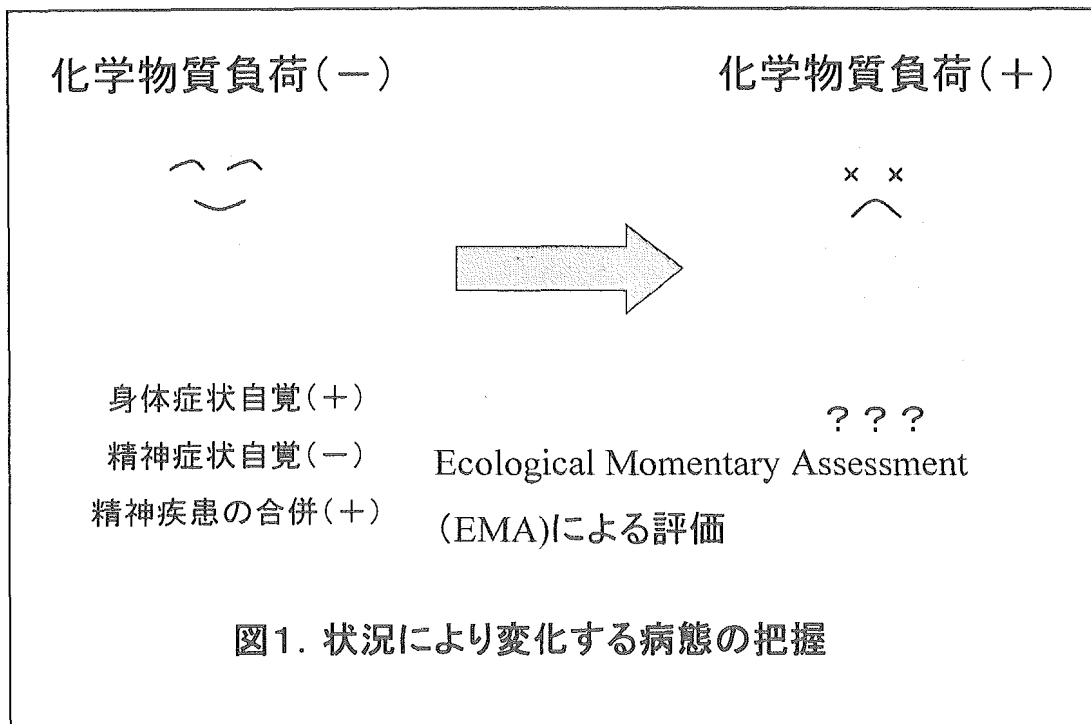 化学物質負荷(－)
化学物質負荷(＋)
身体症状自覚(＋)
精神症状自覚(－)
精神疾患の合併(＋)
？？？
Ecological Momentary Assessment
(EMA)による評価
図1. 状況により変化する病態の把握